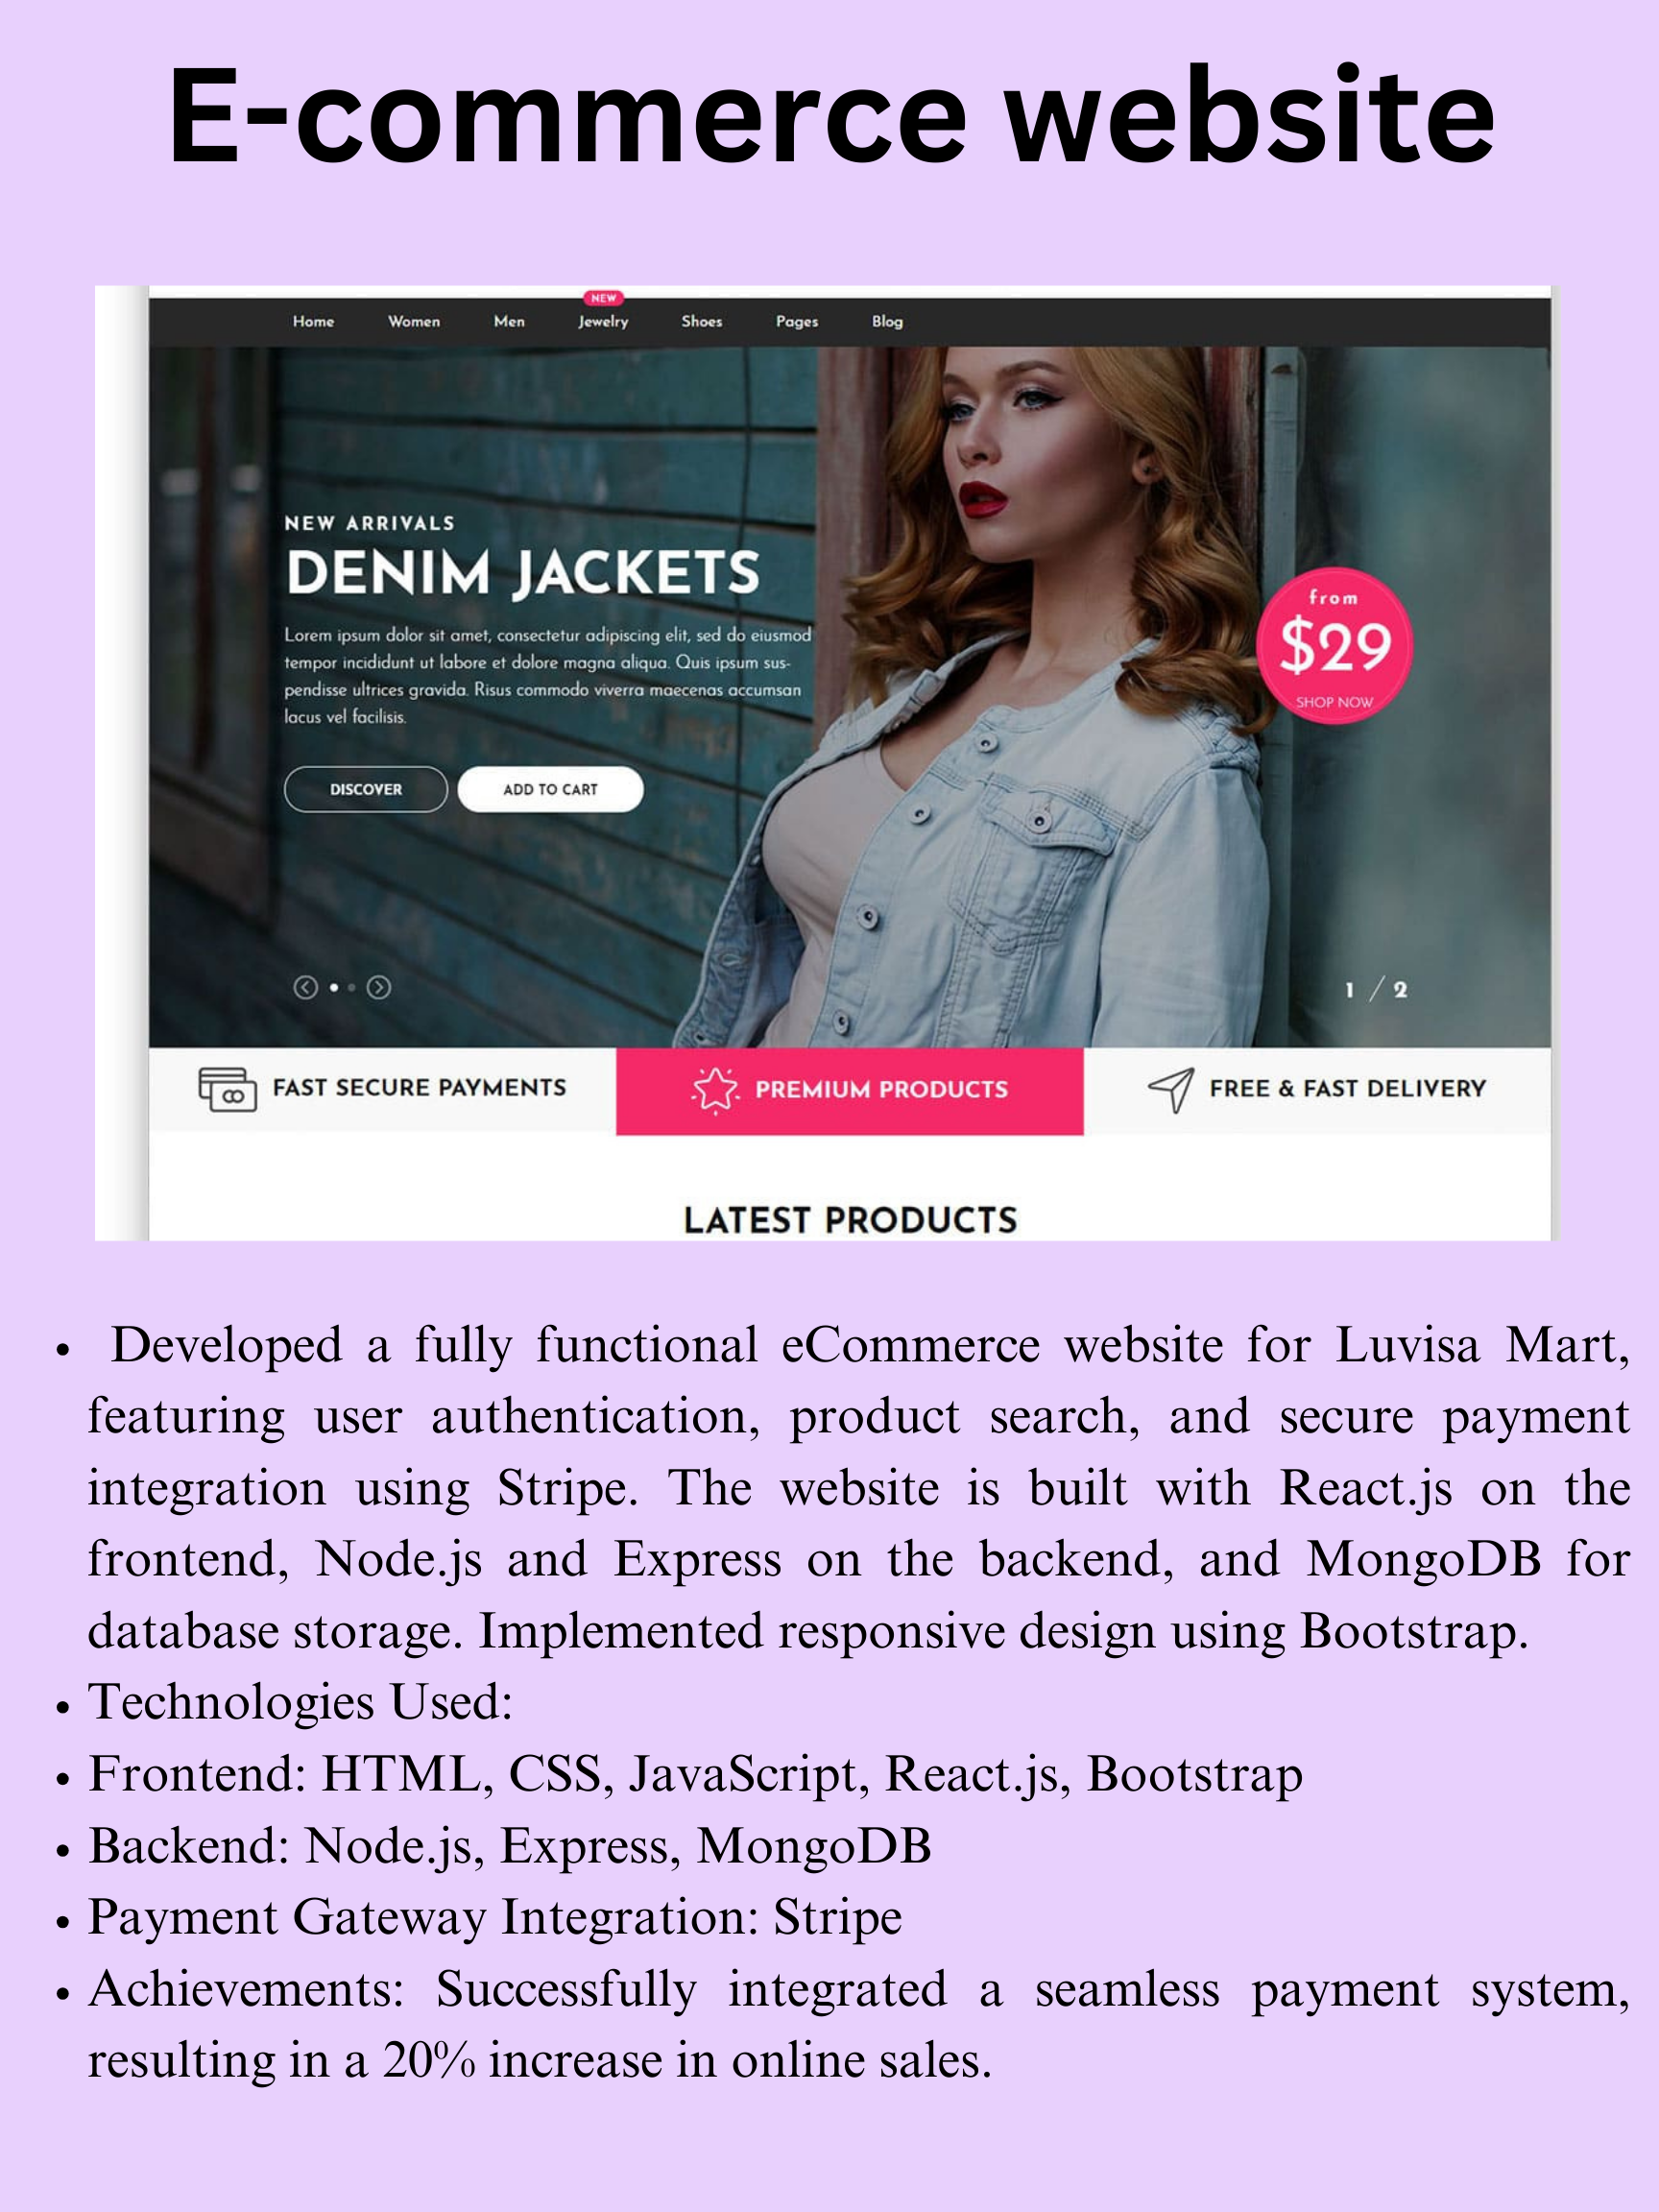 E-commerce website
NEW
Home Women Men Jewelry Shoes Pages Blog
NEW ARRIVALS
DENIM JACKETS
Lorem ipsum dolor sit amet, consectetur adipiscing elit, sed do eiusmod
tempor incididunt ut labore et dolore magna aliqua. Quis ipsum sus-
pendisse ultrices gravida. Risus commodo viverra maecenas accumsan
lacus vel facilisis.
DISCOVER ADD TO CART
from
$29
SHOP NOW
1 / 2
FAST SECURE PAYMENTS PREMIUM PRODUCTS FREE & FAST DELIVERY
LATEST PRODUCTS
• Developed a fully functional eCommerce website for Luvisa Mart,
featuring user authentication, product search, and secure payment
integration using Stripe. The website is built with React.js on the
frontend, Node.js and Express on the backend, and MongoDB for
database storage. Implemented responsive design using Bootstrap.
• Technologies Used:
• Frontend: HTML, CSS, JavaScript, React.js, Bootstrap
• Backend: Node.js, Express, MongoDB
• Payment Gateway Integration: Stripe
• Achievements: Successfully integrated a seamless payment system,
resulting in a 20% increase in online sales.